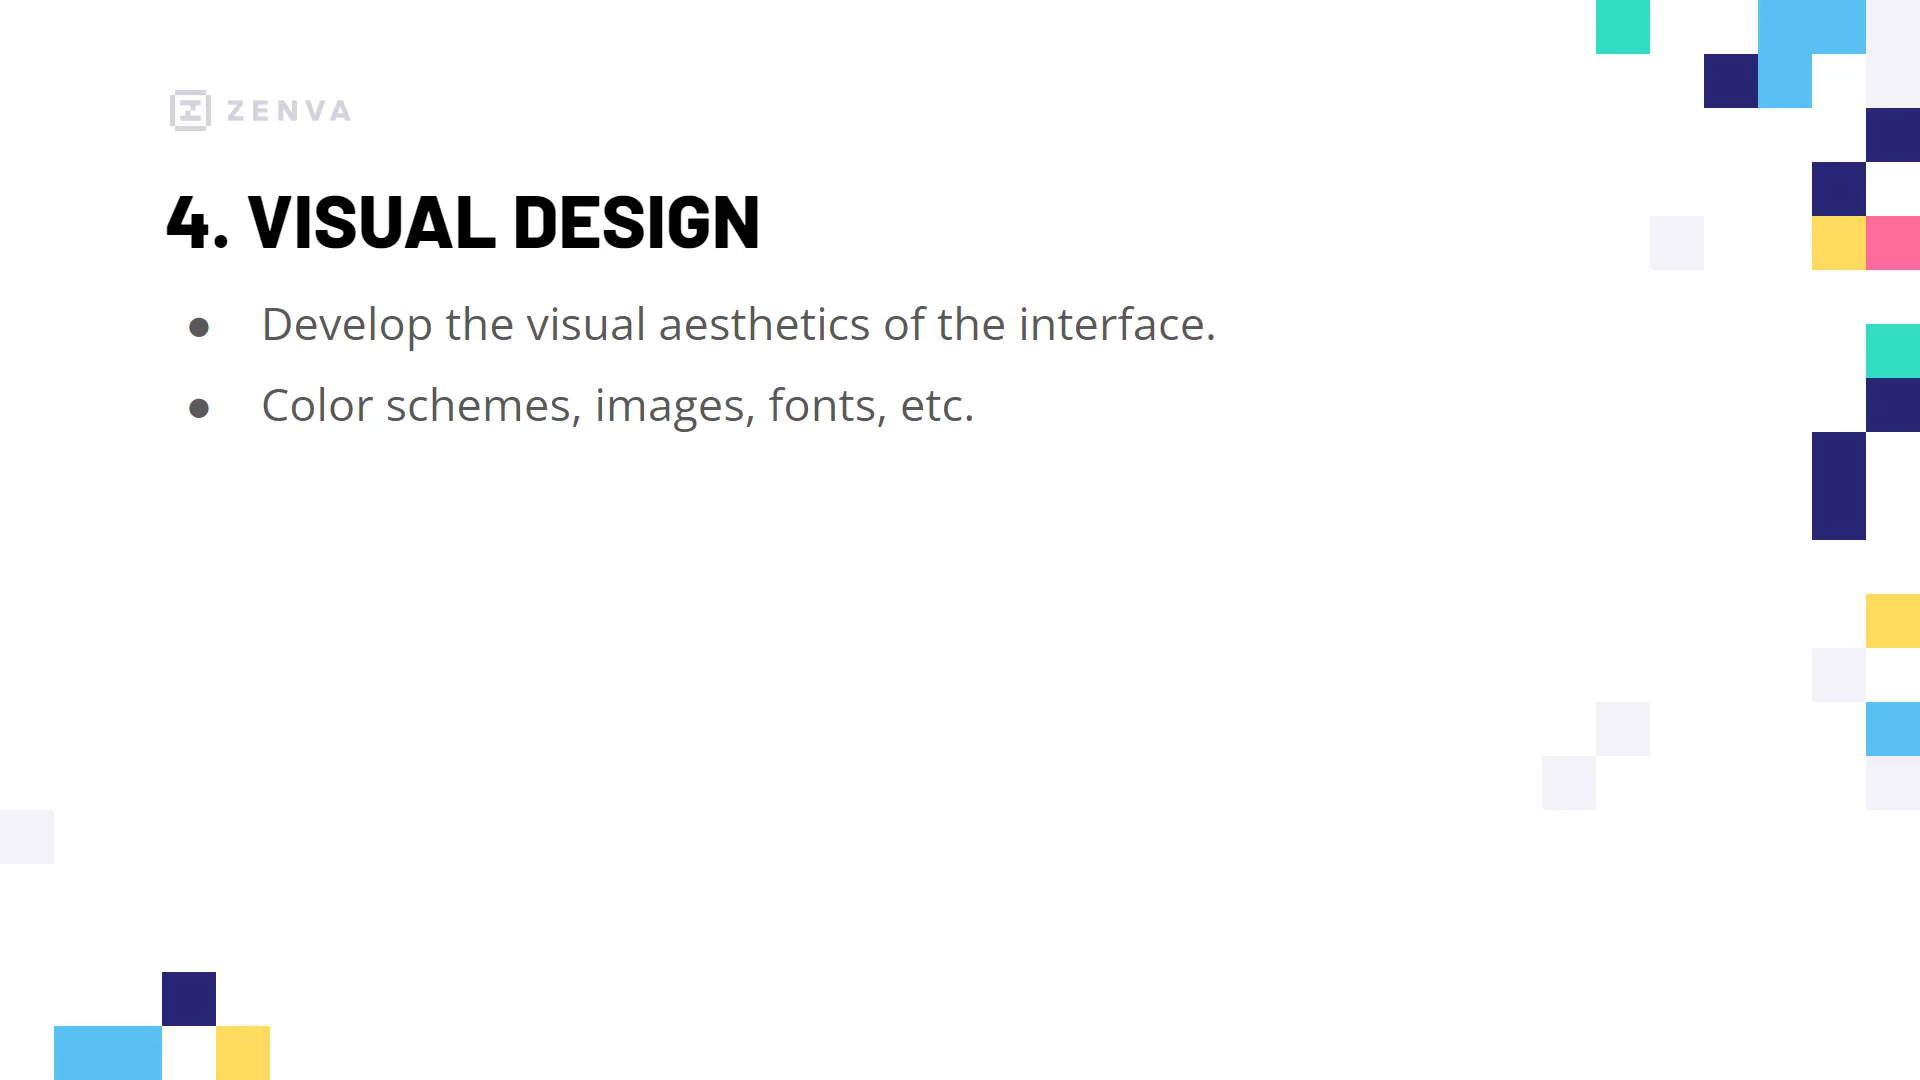 ZENVA
4. VISUAL DESIGN
● Develop the visual aesthetics of the interface.
● Color schemes, images, fonts, etc.